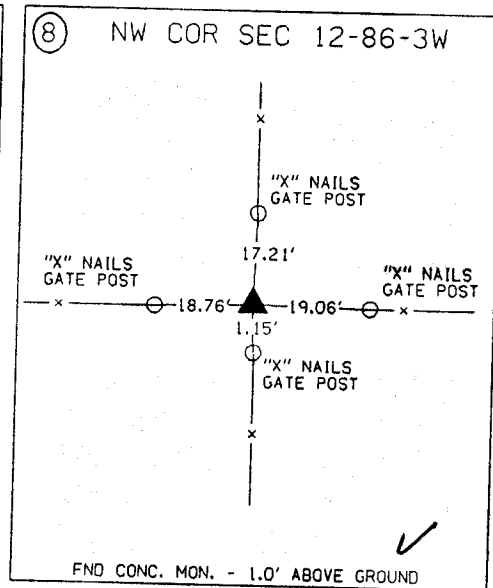 8 NW COR SEC 12-86-3W
"X" NAILS
GATE POST
17.21'
"X" NAILS
GATE POST
"X" NAILS
GATE POST
18.76'
19.06'
1.15'
"X" NAILS
GATE POST
FND CONC. MON. - 1.0' ABOVE GROUND